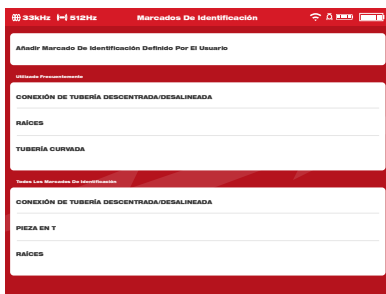 33kHz 512Hz Marcados De Identificación
Añadir Marcado De Identificación Definido Por El Usuario
Utilizado Frecuentemente
CONEXIÓN DE TUBERÍA DESCENTRADA/DESALINEADA
RAÍCES
TUBERÍA CURVADA
Todos Los Marcados De Identificación
CONEXIÓN DE TUBERÍA DESCENTRADA/DESALINEADA
PIEZA EN T
RAÍCES